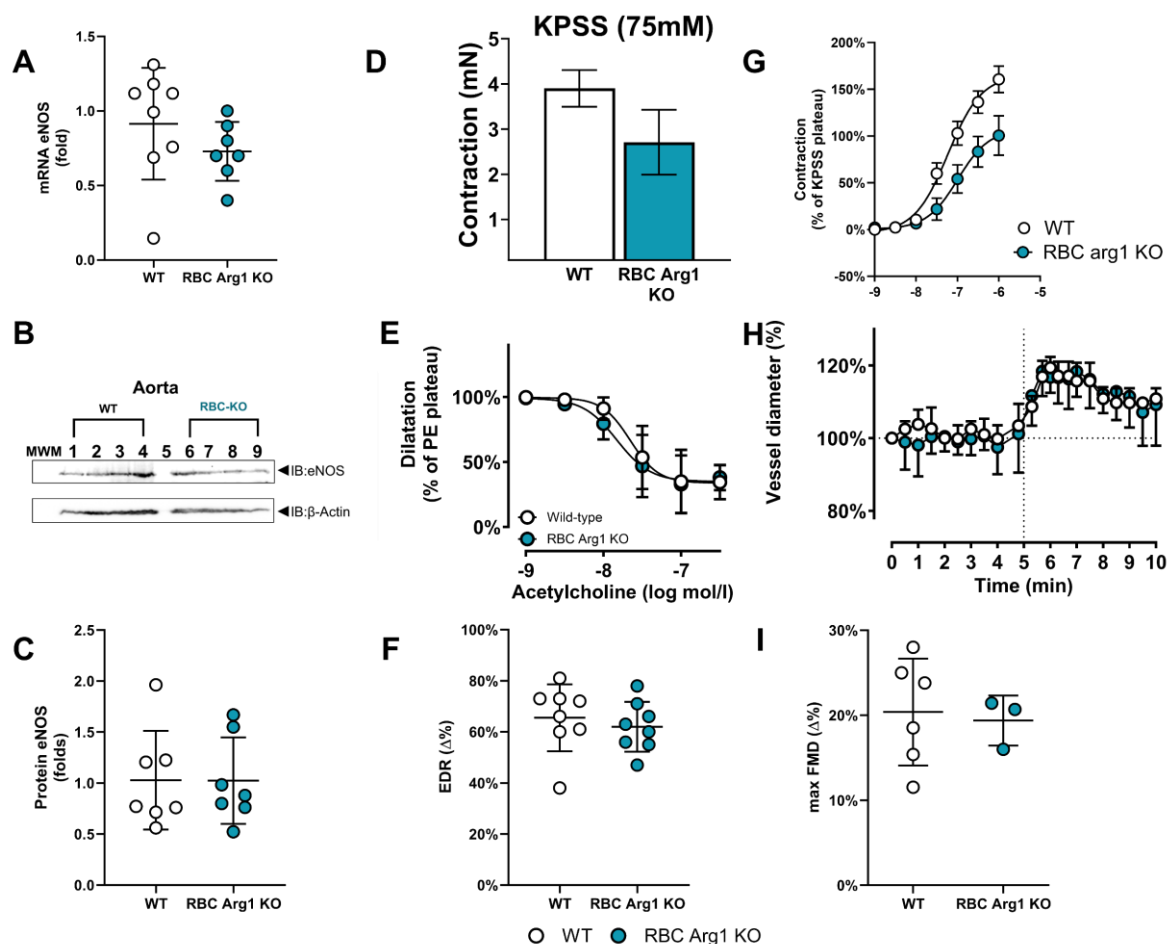 A
mRNA eNOS
(fold)
1.5
1.0
0.5
0.0
WT
RBC Arg1 KO
B
Aorta
WT
RBC-KO
MWM 1 2 3 4 5 6 7 8 9
◀IB:eNOS
◀IB:β-Actin
C
Protein eNOS
(folds)
2.5
2.0
1.5
1.0
0.5
0.0
WT
RBC Arg1 KO
D
KPSS (75mM)
Contraction (mN)
5
4
3
2
1
WT
RBC Arg1
KO
E
Dilatation
(% of PE plateau)
100%
50%
0%
Wild-type
RBC Arg1 KO
-9 -8 -7
Acetylcholine (log mol/l)
F
EDR (Δ%)
100%
80%
60%
40%
20%
0%
WT
RBC Arg1 KO
G
Contraction
(% of KPSS plateau)
200%
150%
100%
50%
0%
-50%
WT
RBC arg1 KO
-9 -8 -7 -6 -5
H
Vessel diameter (%)
120%
100%
80%
0 1 2 3 4 5 6 7 8 9 10
Time (min)
I
max FMD (Δ%)
30%
20%
10%
0%
WT
RBC Arg1 KO
WT
RBC Arg1 KO